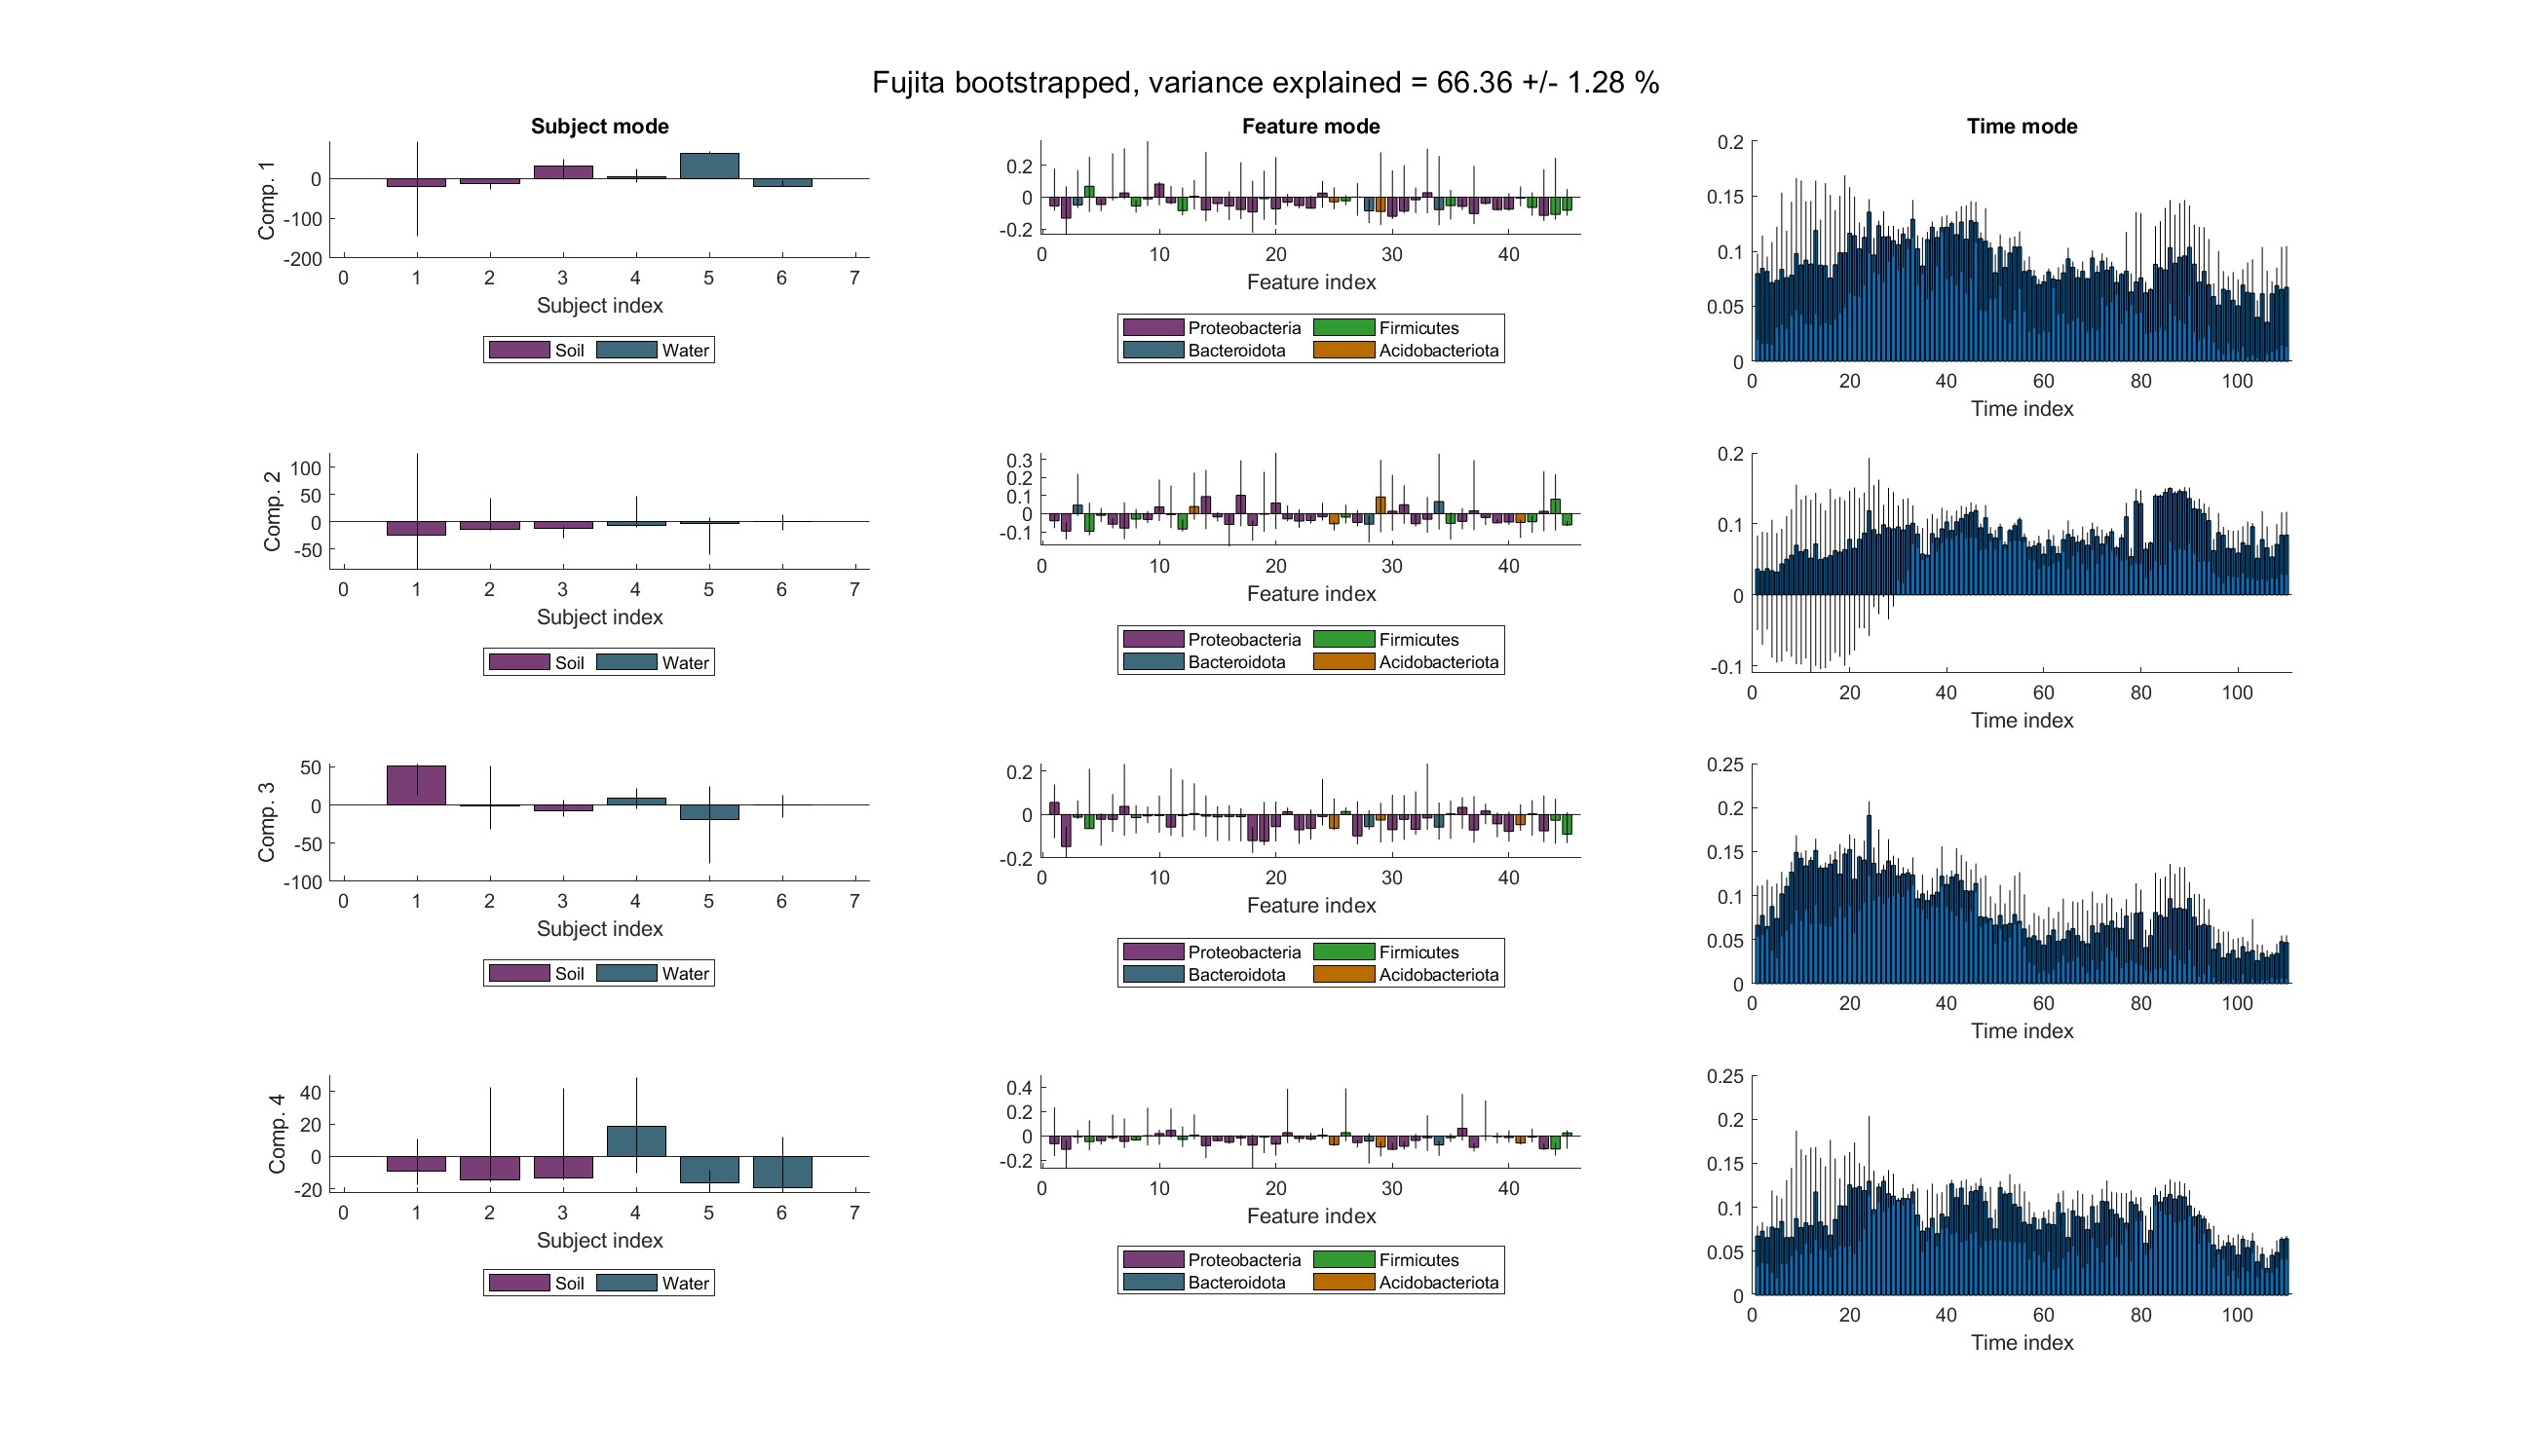 Fujita bootstrapped, variance explained = 66.36 +/- 1.28 %
Subject mode
Comp. 1
0
-100
-200
0 1 2 3 4 5 6 7
Subject index
Soil Water
Feature mode
0.2
0
-0.2
0 10 20 30 40
Feature index
Proteobacteria Firmicutes
Bacteroidota Acidobacteriota
Time mode
0.2
0.15
0.1
0.05
0
0 20 40 60 80 100
Time index
Comp. 2
100
50
0
-50
0 1 2 3 4 5 6 7
Subject index
Soil Water
0.3
0.2
0.1
0
-0.1
0 10 20 30 40
Feature index
Proteobacteria Firmicutes
Bacteroidota Acidobacteriota
0.2
0.1
0
-0.1
0 20 40 60 80 100
Time index
Comp. 3
50
0
-50
-100
0 1 2 3 4 5 6 7
Subject index
Soil Water
0.2
0
-0.2
0 10 20 30 40
Feature index
Proteobacteria Firmicutes
Bacteroidota Acidobacteriota
0.25
0.2
0.15
0.1
0.05
0
0 20 40 60 80 100
Time index
Comp. 4
40
20
0
-20
0 1 2 3 4 5 6 7
Subject index
Soil Water
0.4
0.2
0
-0.2
0 10 20 30 40
Feature index
Proteobacteria Firmicutes
Bacteroidota Acidobacteriota
0.25
0.2
0.15
0.1
0.05
0
0 20 40 60 80 100
Time index